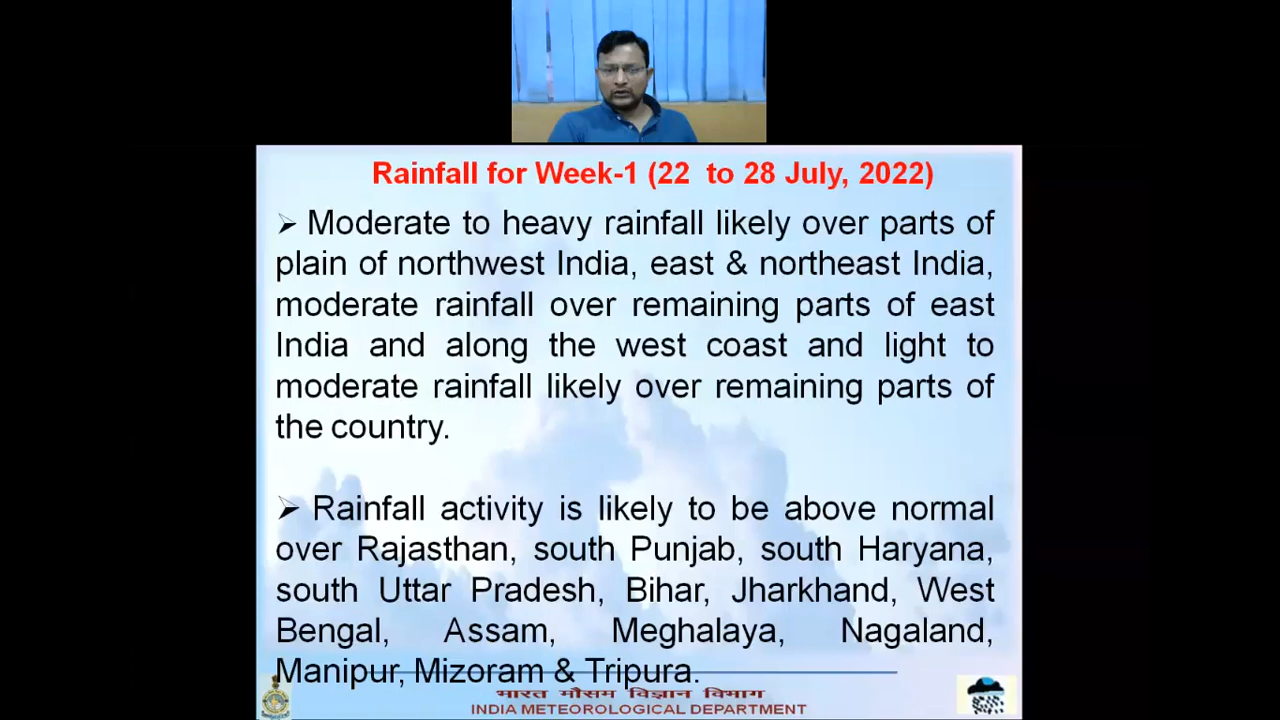 Rainfall for Week-1 (22 to 28 July, 2022)
➢ Moderate to heavy rainfall likely over parts of
plain of northwest India, east & northeast India,
moderate rainfall over remaining parts of east
India and along the west coast and light to
moderate rainfall likely over remaining parts of
the country.
➢ Rainfall activity is likely to be above normal
over Rajasthan, south Punjab, south Haryana,
south Uttar Pradesh, Bihar, Jharkhand, West
Bengal, Assam, Meghalaya, Nagaland,
Manipur, Mizoram & Tripura.
भारत मौसम विज्ञान विभाग
INDIA METEOROLOGICAL DEPARTMENT